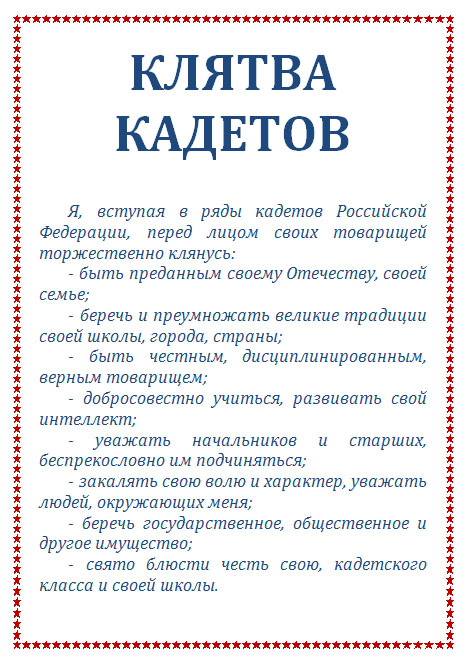 КЛЯТВА
КАДЕТОВ
Я, вступая в ряды кадетов Российской
Федерации, перед лицом своих товарищей
торжественно клянусь:
- быть преданным своему Отечеству, своей
семье;
- беречь и преумножать великие традиции
своей школы, города, страны;
- быть честным, дисциплинированным,
верным товарищем;
- добросовестно учиться, развивать свой
интеллект;
- уважать начальников и старших,
беспрекословно им подчиняться;
- закалять свою волю и характер, уважать
людей, окружающих меня;
- беречь государственное, общественное и
другое имущество;
- свято блюсти честь свою, кадетского
класса и своей школы.